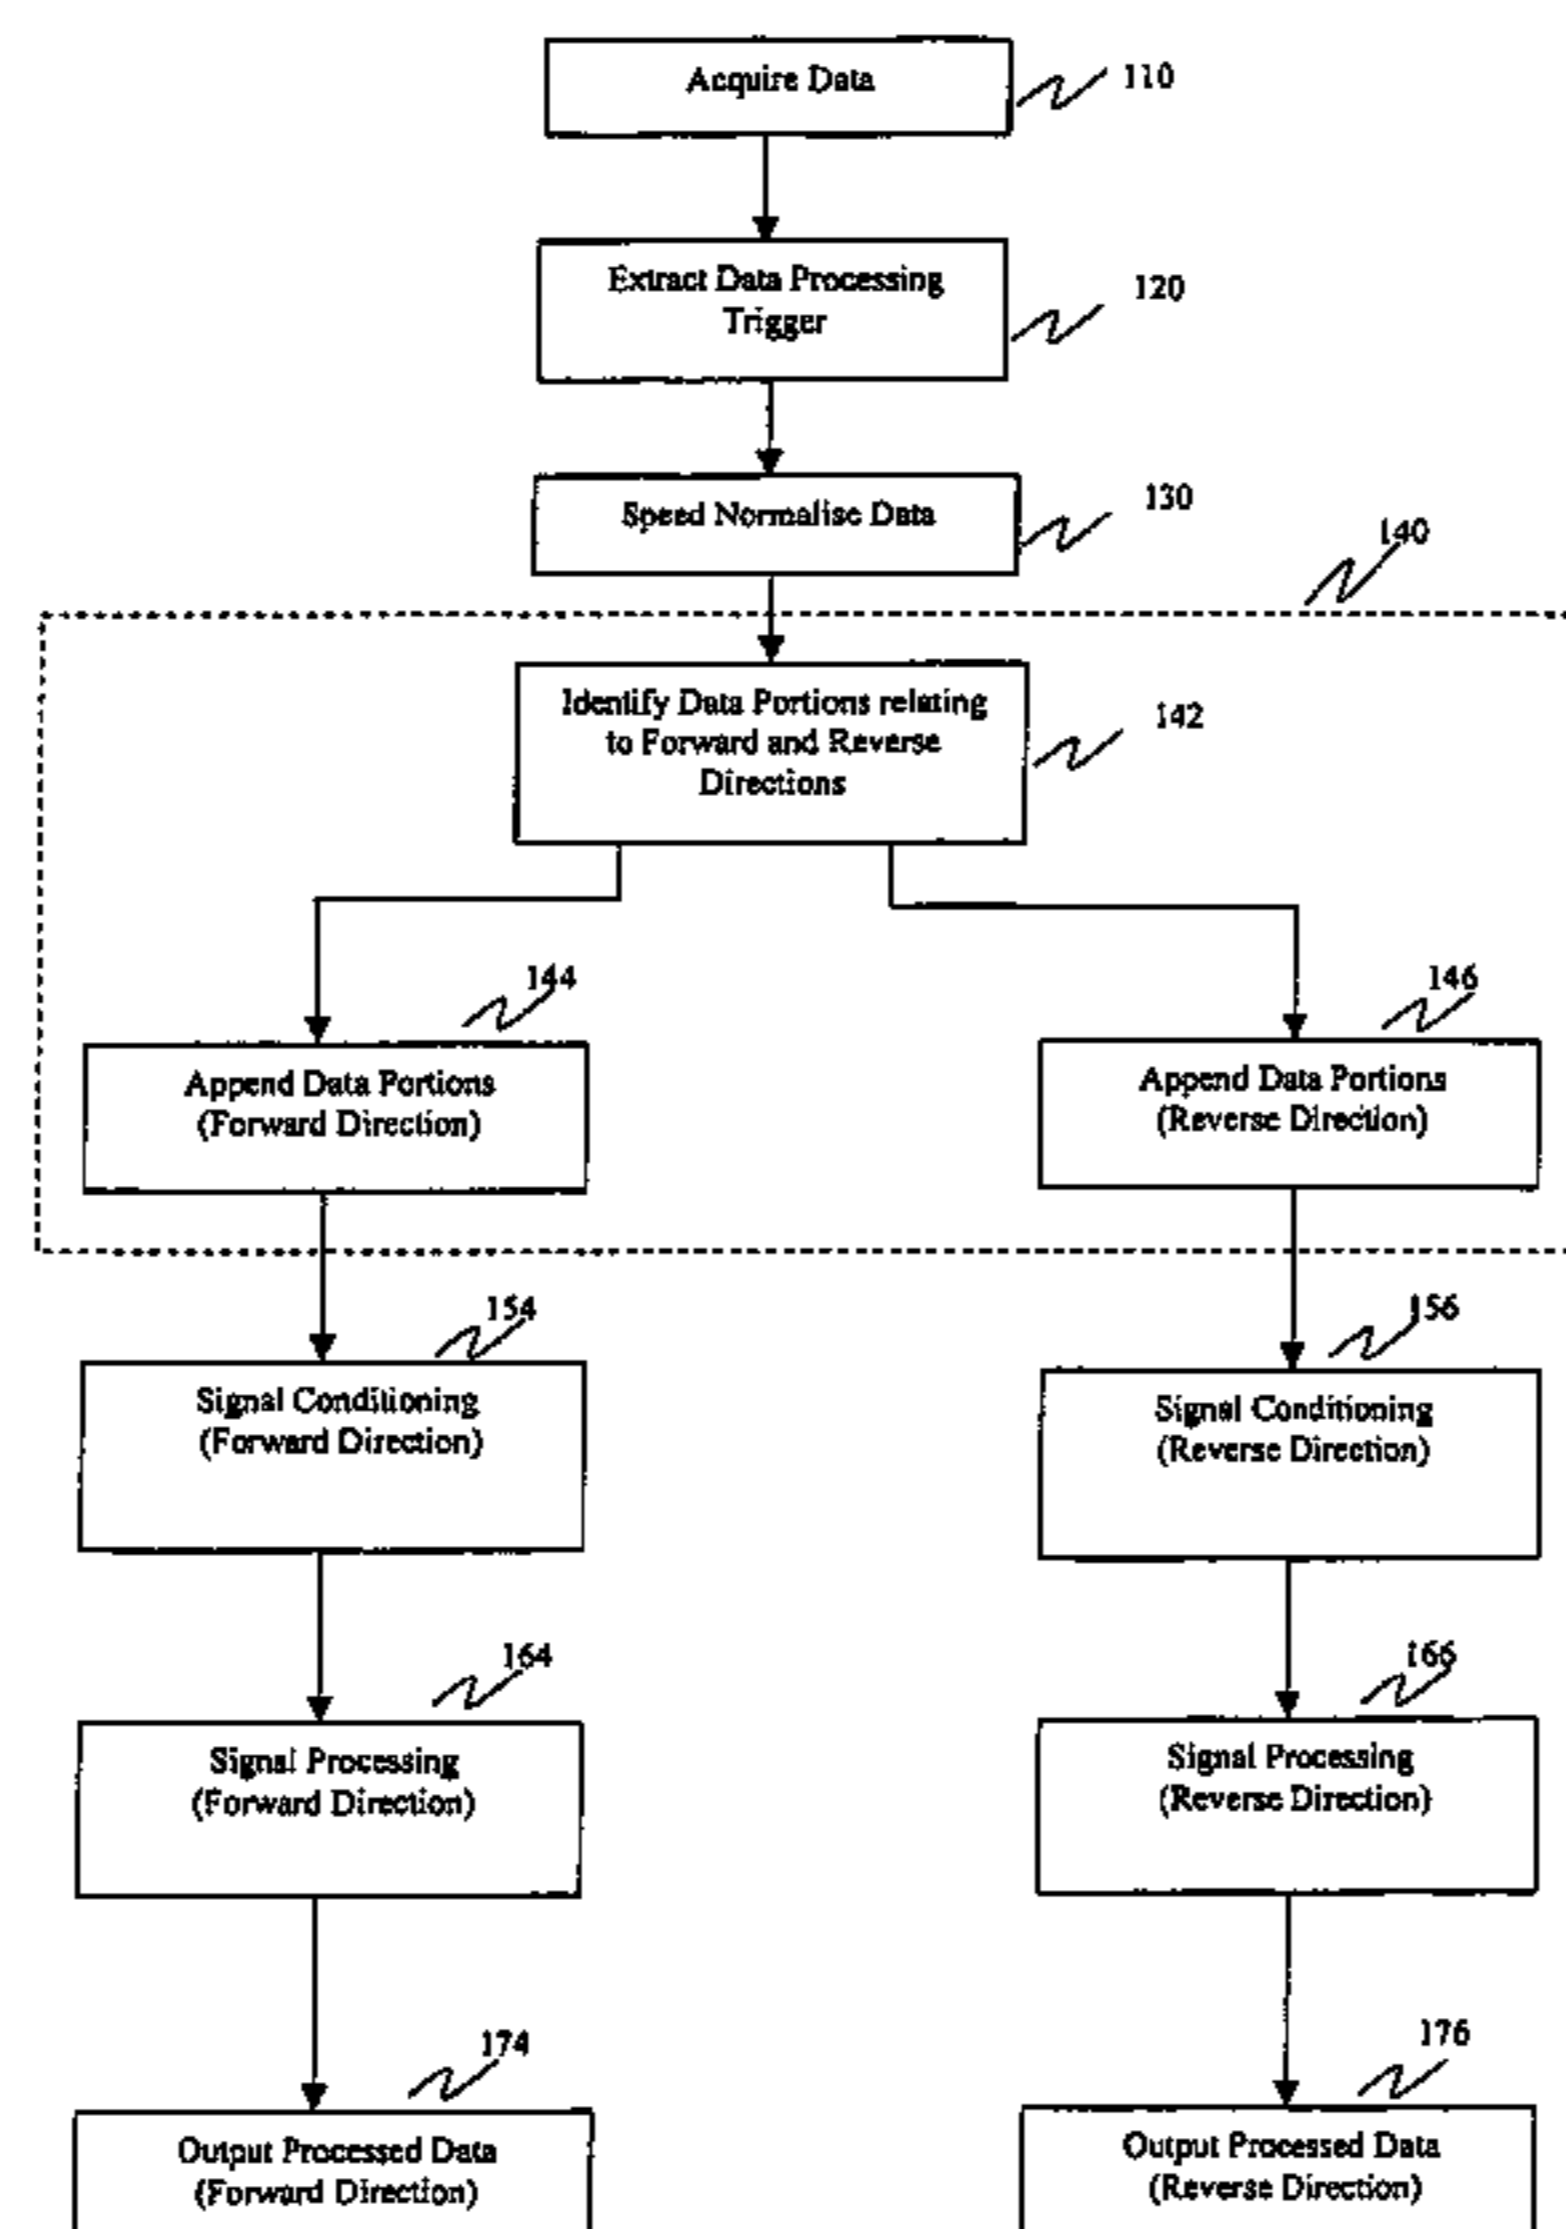 Acquire Data
110
Extract Data Processing
Trigger
120
Speed Normalise Data
130
140
Identify Data Portions relating
to Forward and Reverse
Directions
142
144
Append Data Portions
(Forward Direction)
146
Append Data Portions
(Reverse Direction)
154
Signal Conditioning
(Forward Direction)
156
Signal Conditioning
(Reverse Direction)
164
Signal Processing
(Forward Direction)
166
Signal Processing
(Reverse Direction)
174
Output Processed Data
(Forward Direction)
176
Output Processed Data
(Reverse Direction)